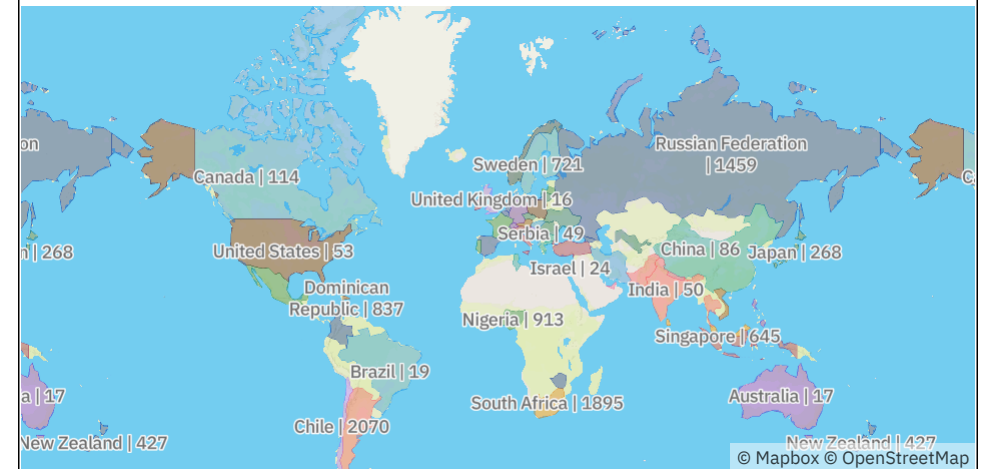 on
Russian Federation
| 1459
Sweden | 721
Canada | 114
C
United Kingdom | 16
Serbia | 49
n | 268
United States | 53
China | 86
Japan | 268
Israel | 24
Dominican
Republic | 837
India | 50
Nigeria | 913
Singapore | 645
Brazil | 19
a | 17
South Africa | 1895
Australia | 17
Chile | 2070
New Zealand | 427
New Zealand | 427
© Mapbox © OpenStreetMap